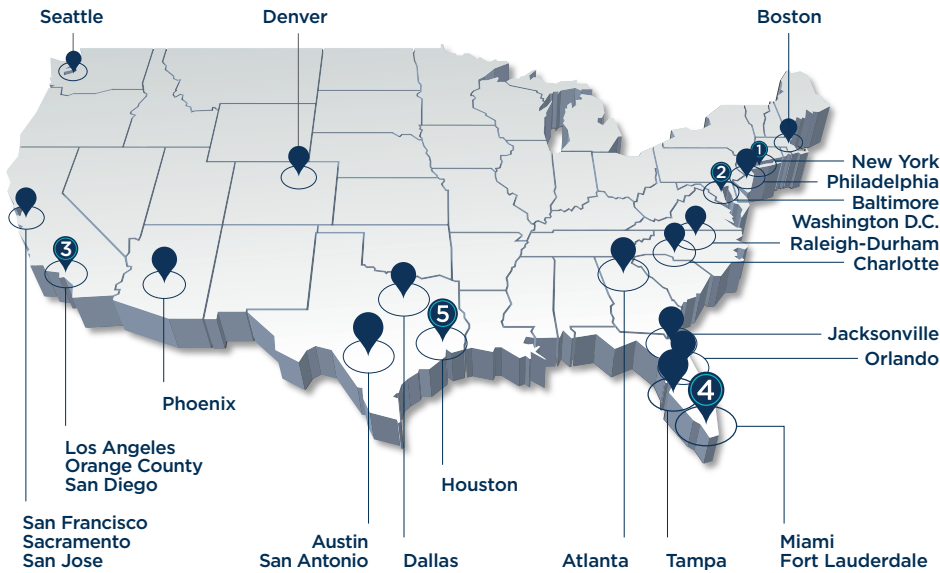 Seattle
Denver
Boston
1
New York
2
Philadelphia
Baltimore
Washington D.C.
3
Raleigh-Durham
Charlotte
5
Jacksonville
Orlando
4
Phoenix
Los Angeles
Orange County
San Diego
Houston
San Francisco
Sacramento
San Jose
Austin
San Antonio
Dallas
Atlanta
Tampa
Miami
Fort Lauderdale